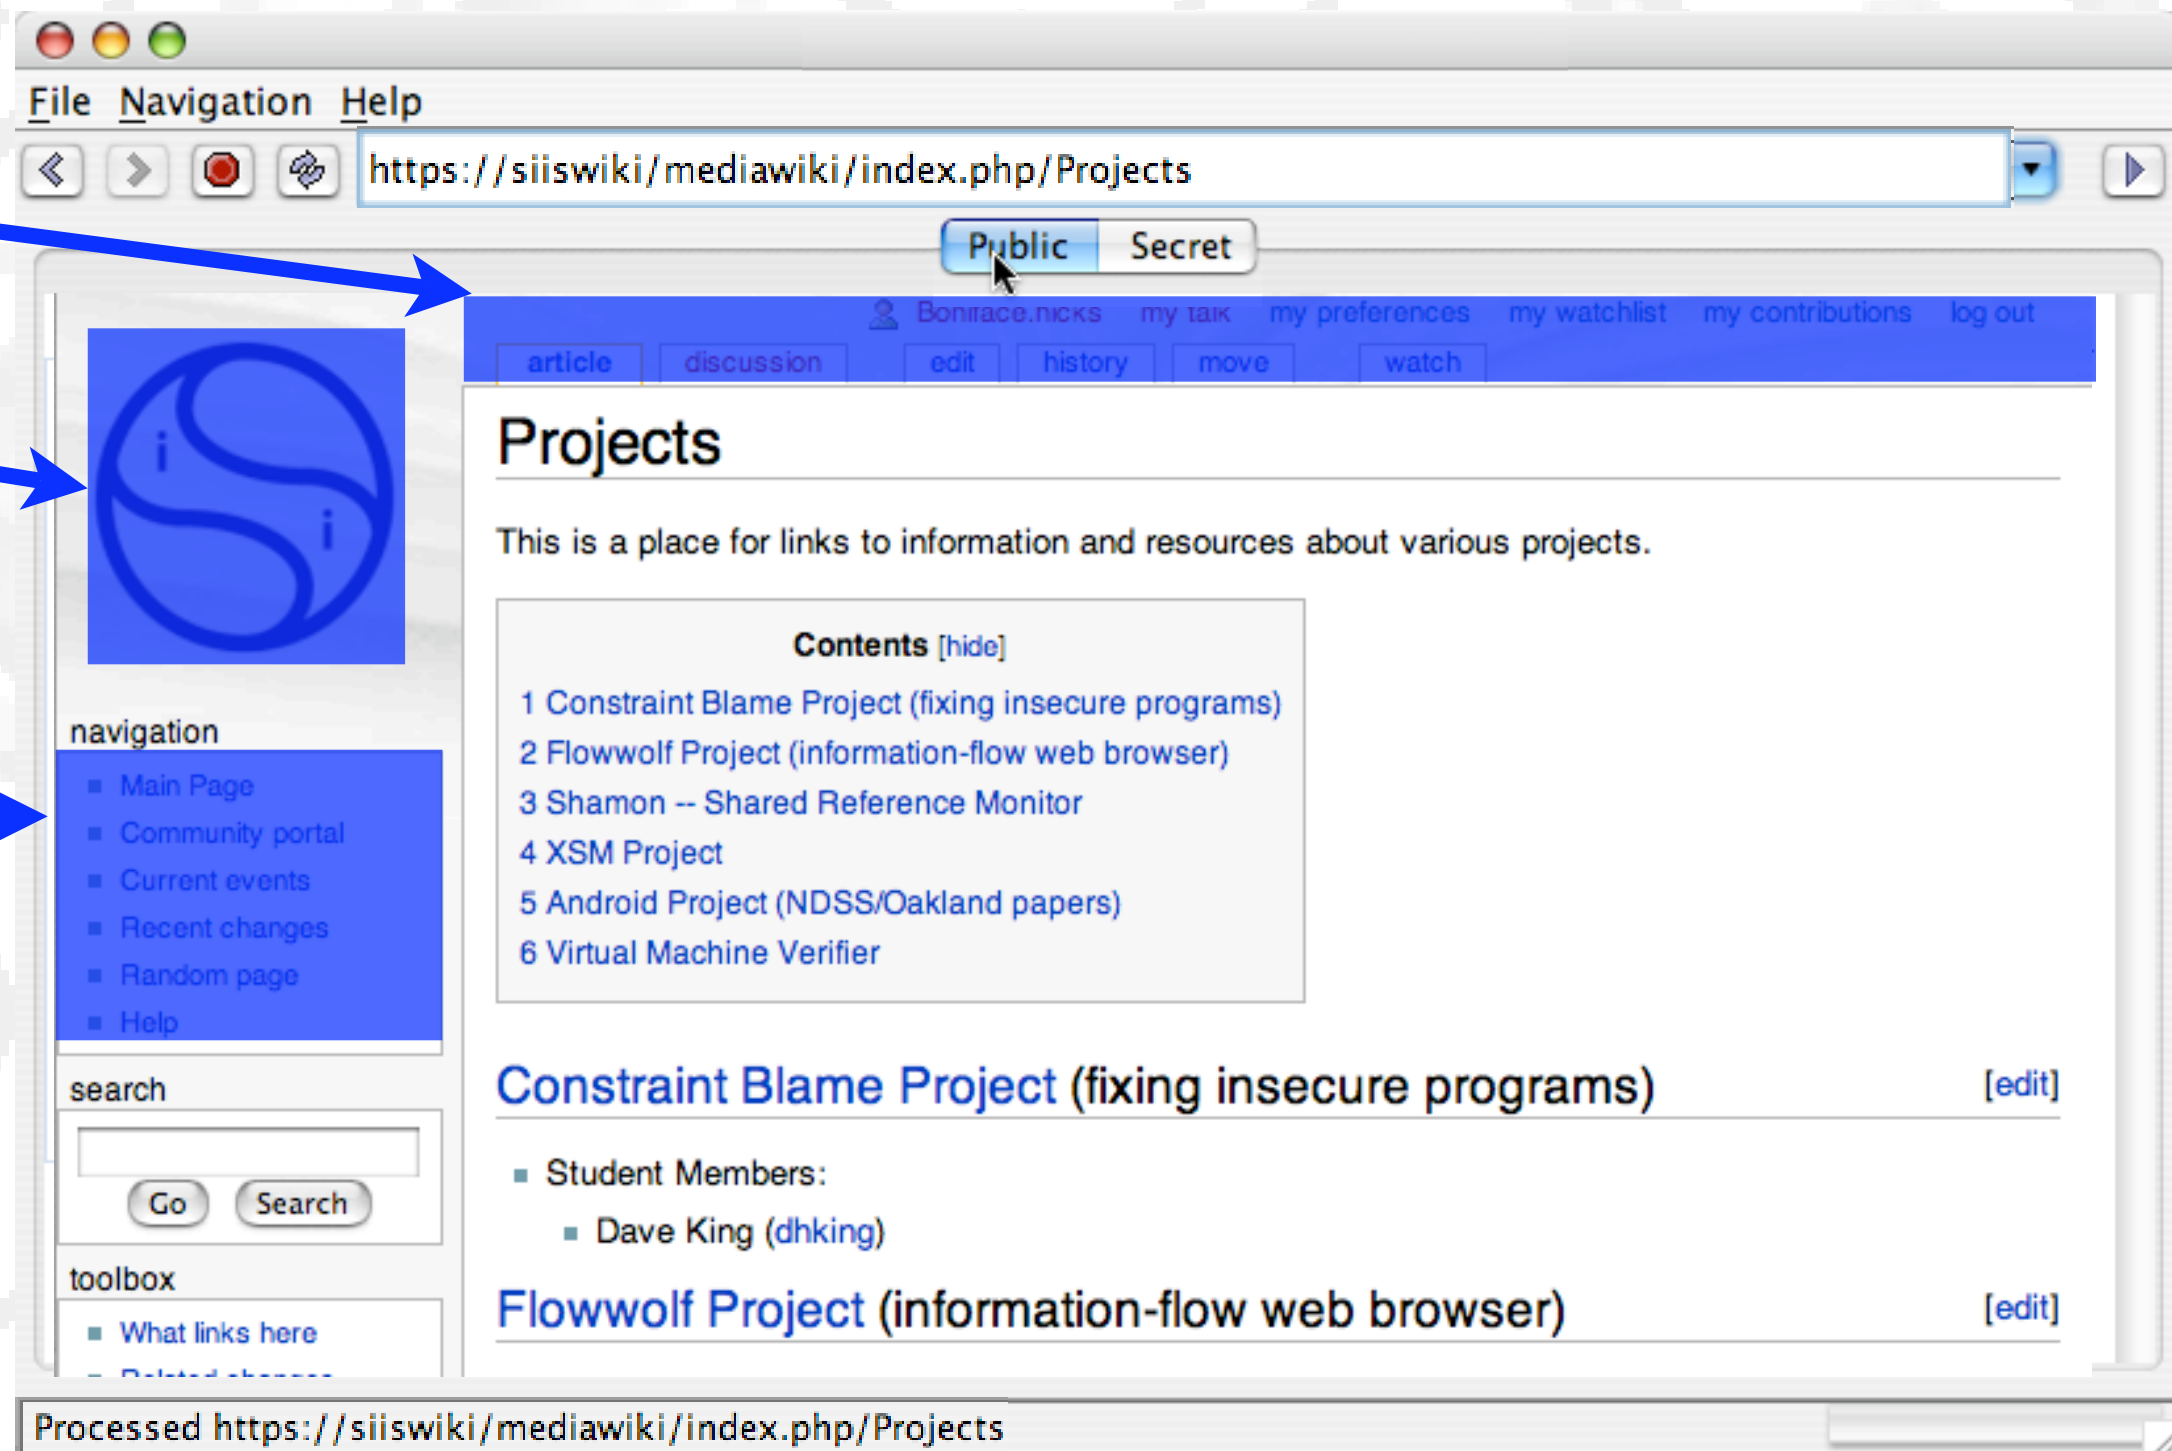 File Navigation Help
https://siiswiki/mediawiki/index.php/Projects
Public Secret
Boniface.nicks my talk my preferences my watchlist my contributions log out
article discussion edit history move watch
i
i
navigation
Main Page
Community portal
Current events
Recent changes
Random page
Help
search
Go Search
toolbox
What links here
Related changes
Projects
This is a place for links to information and resources about various projects.
Contents [hide]
1 Constraint Blame Project (fixing insecure programs)
2 Flowwolf Project (information-flow web browser)
3 Shamon -- Shared Reference Monitor
4 XSM Project
5 Android Project (NDSS/Oakland papers)
6 Virtual Machine Verifier
Constraint Blame Project (fixing insecure programs) [edit]
Student Members:
Dave King (dhking)
Flowwolf Project (information-flow web browser) [edit]
Processed https://siiswiki/mediawiki/index.php/Projects